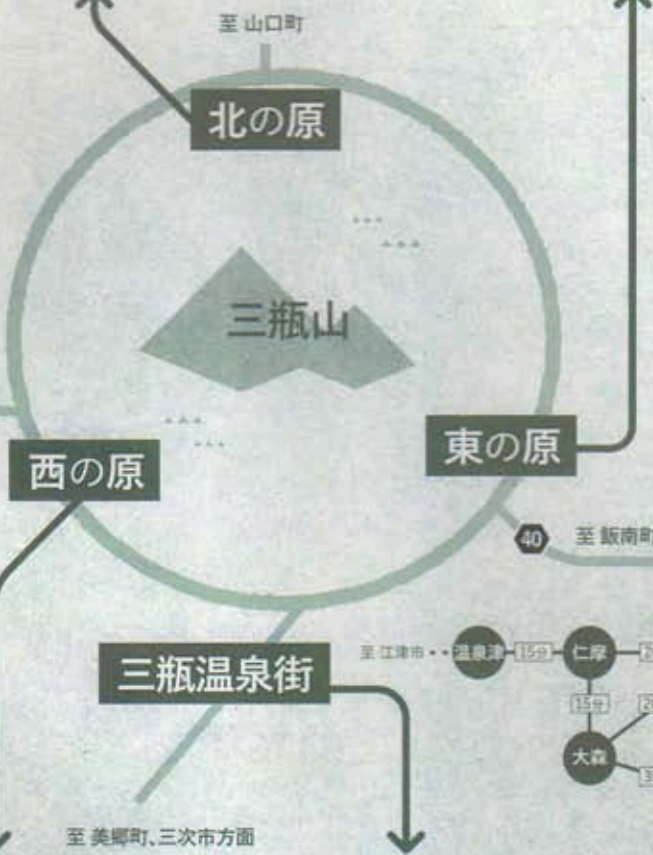 至 山口町
北の原
三瓶山
東の原
西の原
40
至 飯南町
三瓶温泉街
至 江津市
温泉津
15分
仁摩
15分
大森
至 美郷町、三次市方面